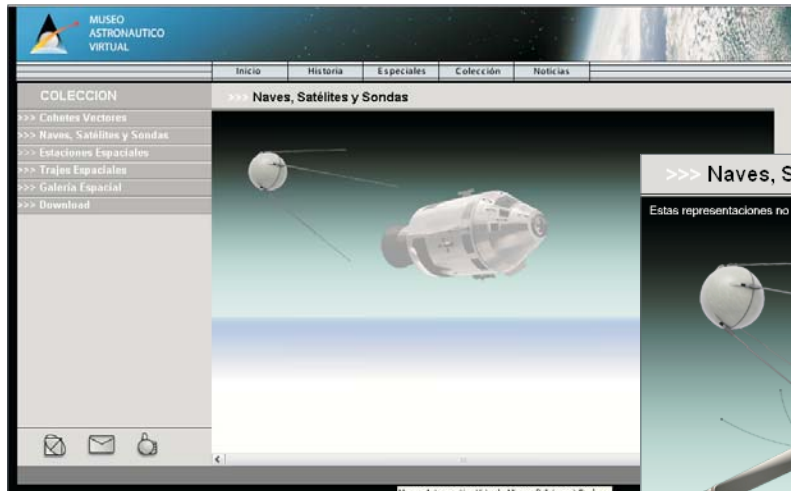 MUSEO
ASTRONAUTICO
VIRTUAL
Inicio Historia Especiales Colección Noticias
COLECCION
>>> Naves, Satélites y Sondas
>>> Cohetes Vectores
>>> Naves, Satélites y Sondas
>>> Estaciones Espaciales
>>> Trajes Espaciales
>>> Galería Espacial
>>> Download
>>> Naves, S
Estas representaciones no